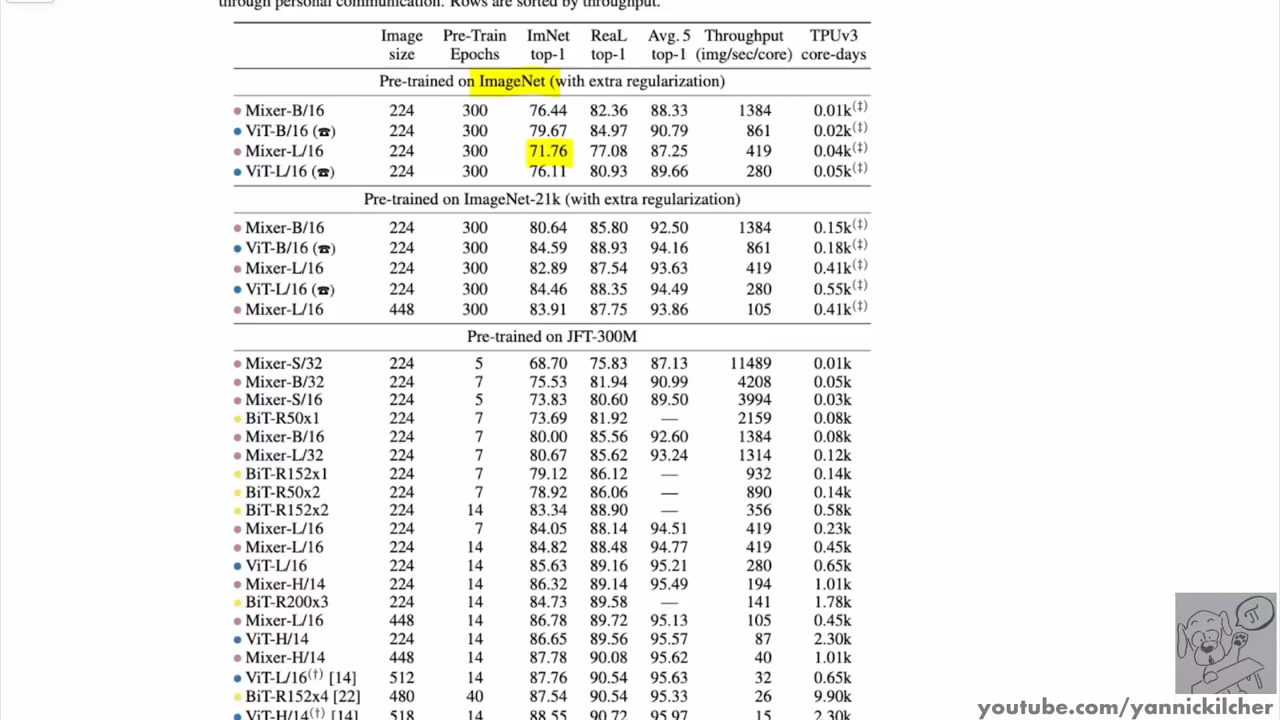 through personal communication. Rows are sorted by throughput.
Image Pre-Train ImNet ReaL Avg. 5 Throughput TPUv3
size Epochs top-1 top-1 top-1 (img/sec/core) core-days
Pre-trained on ImageNet (with extra regularization)
Mixer-B/16 224 300 76.44 82.36 88.33 1384 0.01k(‡)
ViT-B/16 (☎) 224 300 79.67 84.97 90.79 861 0.02k(‡)
Mixer-L/16 224 300 71.76 77.08 87.25 419 0.04k(‡)
ViT-L/16 (☎) 224 300 76.11 80.93 89.66 280 0.05k(‡)
Pre-trained on ImageNet-21k (with extra regularization)
Mixer-B/16 224 300 80.64 85.80 92.50 1384 0.15k(‡)
ViT-B/16 (☎) 224 300 84.59 88.93 94.16 861 0.18k(‡)
Mixer-L/16 224 300 82.89 87.54 93.63 419 0.41k(‡)
ViT-L/16 (☎) 224 300 84.46 88.35 94.49 280 0.55k(‡)
Mixer-L/16 448 300 83.91 87.75 93.86 105 0.41k(‡)
Pre-trained on JFT-300M
Mixer-S/32 224 5 68.70 75.83 87.13 11489 0.01k
Mixer-B/32 224 7 75.53 81.94 90.99 4208 0.05k
Mixer-S/16 224 5 73.83 80.60 89.50 3994 0.03k
BiT-R50x1 224 7 73.69 81.92 — 2159 0.08k
Mixer-B/16 224 7 80.00 85.56 92.60 1384 0.08k
Mixer-L/32 224 7 80.67 85.62 93.24 1314 0.12k
BiT-R152x1 224 7 79.12 86.12 — 932 0.14k
BiT-R50x2 224 7 78.92 86.06 — 890 0.14k
BiT-R152x2 224 14 83.34 88.90 — 356 0.58k
Mixer-L/16 224 7 84.05 88.14 94.51 419 0.23k
Mixer-L/16 224 14 84.82 88.48 94.77 419 0.45k
ViT-L/16 224 14 85.63 89.16 95.21 280 0.65k
Mixer-H/14 224 14 86.32 89.14 95.49 194 1.01k
BiT-R200x3 224 14 84.73 89.58 — 141 1.78k
Mixer-L/16 448 14 86.78 89.72 95.13 105 0.45k
ViT-H/14 224 14 86.65 89.56 95.57 87 2.30k
Mixer-H/14 448 14 87.78 90.08 95.62 40 1.01k
ViT-L/16(†) [14] 512 14 87.76 90.54 95.63 32 0.65k
BiT-R152x4 [22] 480 40 87.54 90.54 95.33 26 9.90k
ViT-H/14(†) [14] 518 14 88.55 90.72 95.97 15 2.30k
π
youtube.com/yannickilcher